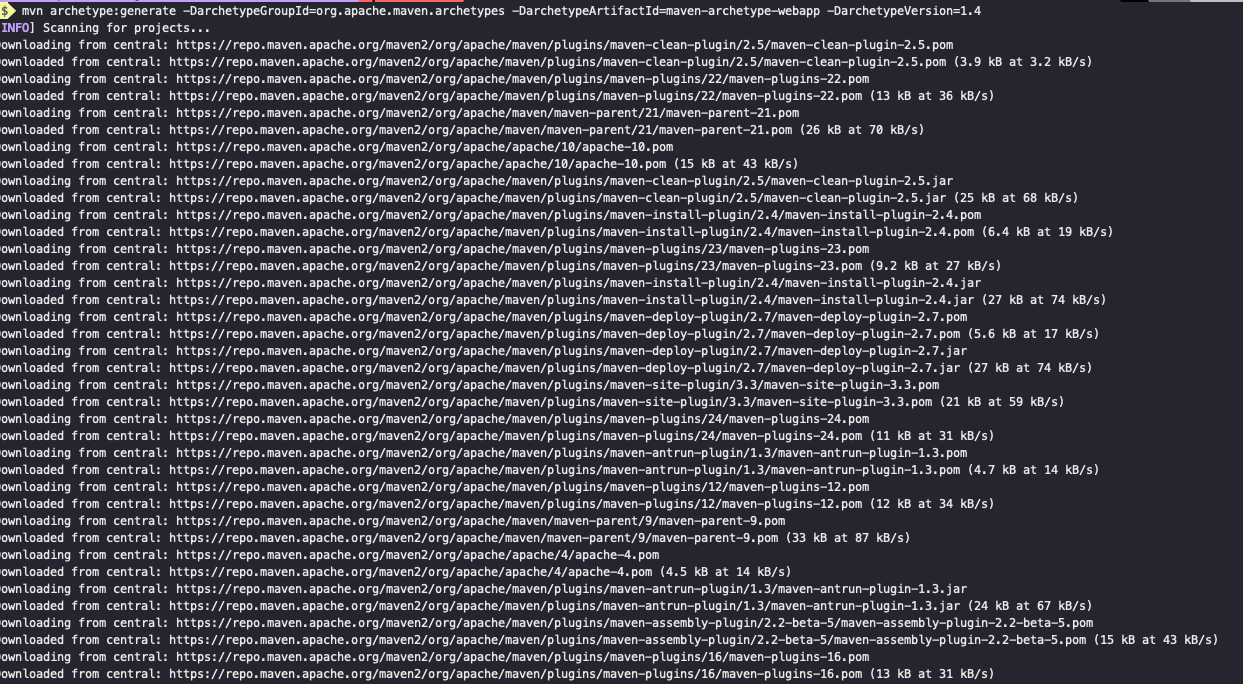 $ mvn archetype:generate -DarchetypeGroupId=org.apache.maven.archetypes -DarchetypeArtifactId=maven-archetype-webapp -DarchetypeVersion=1.4
INFO] Scanning for projects...
ownloading from central: https://repo.maven.apache.org/maven2/org/apache/maven/plugins/maven-clean-plugin/2.5/maven-clean-plugin-2.5.pom
ownloaded from central: https://repo.maven.apache.org/maven2/org/apache/maven/plugins/maven-clean-plugin/2.5/maven-clean-plugin-2.5.pom (3.9 kB at 3.2 kB/s)
ownloading from central: https://repo.maven.apache.org/maven2/org/apache/maven/plugins/maven-plugins/22/maven-plugins-22.pom
ownloaded from central: https://repo.maven.apache.org/maven2/org/apache/maven/plugins/maven-plugins/22/maven-plugins-22.pom (13 kB at 36 kB/s)
ownloading from central: https://repo.maven.apache.org/maven2/org/apache/maven/maven-parent/21/maven-parent-21.pom
ownloaded from central: https://repo.maven.apache.org/maven2/org/apache/maven/maven-parent/21/maven-parent-21.pom (26 kB at 70 kB/s)
ownloading from central: https://repo.maven.apache.org/maven2/org/apache/apache/10/apache-10.pom
ownloaded from central: https://repo.maven.apache.org/maven2/org/apache/apache/10/apache-10.pom (15 kB at 43 kB/s)
ownloading from central: https://repo.maven.apache.org/maven2/org/apache/maven/plugins/maven-clean-plugin/2.5/maven-clean-plugin-2.5.jar
ownloaded from central: https://repo.maven.apache.org/maven2/org/apache/maven/plugins/maven-clean-plugin/2.5/maven-clean-plugin-2.5.jar (25 kB at 68 kB/s)
ownloading from central: https://repo.maven.apache.org/maven2/org/apache/maven/plugins/maven-install-plugin/2.4/maven-install-plugin-2.4.pom
ownloaded from central: https://repo.maven.apache.org/maven2/org/apache/maven/plugins/maven-install-plugin/2.4/maven-install-plugin-2.4.pom (6.4 kB at 19 kB/s)
ownloading from central: https://repo.maven.apache.org/maven2/org/apache/maven/plugins/maven-plugins/23/maven-plugins-23.pom
ownloaded from central: https://repo.maven.apache.org/maven2/org/apache/maven/plugins/maven-plugins/23/maven-plugins-23.pom (9.2 kB at 27 kB/s)
ownloading from central: https://repo.maven.apache.org/maven2/org/apache/maven/plugins/maven-install-plugin/2.4/maven-install-plugin-2.4.jar
ownloaded from central: https://repo.maven.apache.org/maven2/org/apache/maven/plugins/maven-install-plugin/2.4/maven-install-plugin-2.4.jar (27 kB at 74 kB/s)
ownloading from central: https://repo.maven.apache.org/maven2/org/apache/maven/plugins/maven-deploy-plugin/2.7/maven-deploy-plugin-2.7.pom
ownloaded from central: https://repo.maven.apache.org/maven2/org/apache/maven/plugins/maven-deploy-plugin/2.7/maven-deploy-plugin-2.7.pom (5.6 kB at 17 kB/s)
ownloading from central: https://repo.maven.apache.org/maven2/org/apache/maven/plugins/maven-deploy-plugin/2.7/maven-deploy-plugin-2.7.jar
ownloaded from central: https://repo.maven.apache.org/maven2/org/apache/maven/plugins/maven-deploy-plugin/2.7/maven-deploy-plugin-2.7.jar (27 kB at 74 kB/s)
ownloading from central: https://repo.maven.apache.org/maven2/org/apache/maven/plugins/maven-site-plugin/3.3/maven-site-plugin-3.3.pom
ownloaded from central: https://repo.maven.apache.org/maven2/org/apache/maven/plugins/maven-site-plugin/3.3/maven-site-plugin-3.3.pom (21 kB at 59 kB/s)
ownloading from central: https://repo.maven.apache.org/maven2/org/apache/maven/plugins/maven-plugins/24/maven-plugins-24.pom
ownloaded from central: https://repo.maven.apache.org/maven2/org/apache/maven/plugins/maven-plugins/24/maven-plugins-24.pom (11 kB at 31 kB/s)
ownloading from central: https://repo.maven.apache.org/maven2/org/apache/maven/plugins/maven-antrun-plugin/1.3/maven-antrun-plugin-1.3.pom
ownloaded from central: https://repo.maven.apache.org/maven2/org/apache/maven/plugins/maven-antrun-plugin/1.3/maven-antrun-plugin-1.3.pom (4.7 kB at 14 kB/s)
ownloading from central: https://repo.maven.apache.org/maven2/org/apache/maven/plugins/maven-plugins/12/maven-plugins-12.pom
ownloaded from central: https://repo.maven.apache.org/maven2/org/apache/maven/plugins/maven-plugins/12/maven-plugins-12.pom (12 kB at 34 kB/s)
ownloading from central: https://repo.maven.apache.org/maven2/org/apache/maven/maven-parent/9/maven-parent-9.pom
ownloaded from central: https://repo.maven.apache.org/maven2/org/apache/maven/maven-parent/9/maven-parent-9.pom (33 kB at 87 kB/s)
ownloading from central: https://repo.maven.apache.org/maven2/org/apache/apache/4/apache-4.pom
ownloaded from central: https://repo.maven.apache.org/maven2/org/apache/apache/4/apache-4.pom (4.5 kB at 14 kB/s)
ownloading from central: https://repo.maven.apache.org/maven2/org/apache/maven/plugins/maven-antrun-plugin/1.3/maven-antrun-plugin-1.3.jar
ownloaded from central: https://repo.maven.apache.org/maven2/org/apache/maven/plugins/maven-antrun-plugin/1.3/maven-antrun-plugin-1.3.jar (24 kB at 67 kB/s)
ownloading from central: https://repo.maven.apache.org/maven2/org/apache/maven/plugins/maven-assembly-plugin/2.2-beta-5/maven-assembly-plugin-2.2-beta-5.pom
ownloaded from central: https://repo.maven.apache.org/maven2/org/apache/maven/plugins/maven-assembly-plugin/2.2-beta-5/maven-assembly-plugin-2.2-beta-5.pom (15 kB at 43 kB/s)
ownloading from central: https://repo.maven.apache.org/maven2/org/apache/maven/plugins/maven-plugins/16/maven-plugins-16.pom
ownloaded from central: https://repo.maven.apache.org/maven2/org/apache/maven/plugins/maven-plugins/16/maven-plugins-16.pom (13 kB at 31 kB/s)